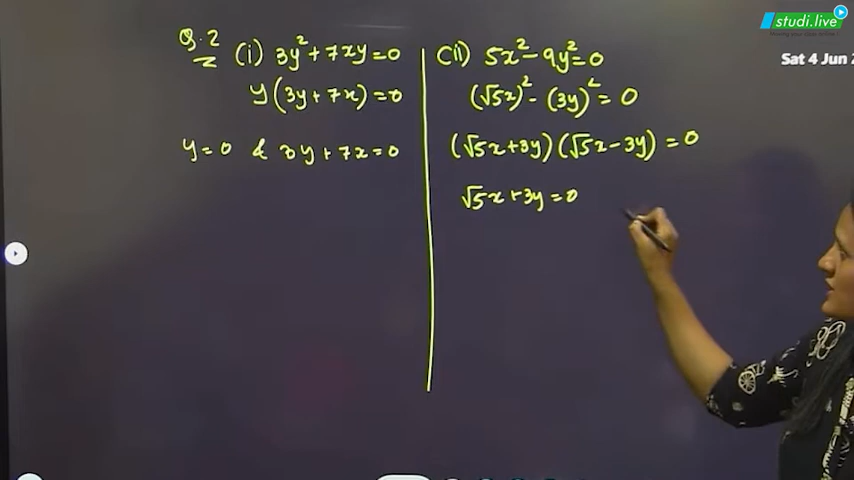 Q.2 (i) 3y² + 7xy = 0
y(3y + 7x) = 0
y = 0 & 3y + 7x = 0
(ii) 5x² - 9y² = 0
(√5x)² - (3y)² = 0
(√5x + 3y)(√5x - 3y) = 0
√5x + 3y = 0
studi.live
Sat 4 Jun 2